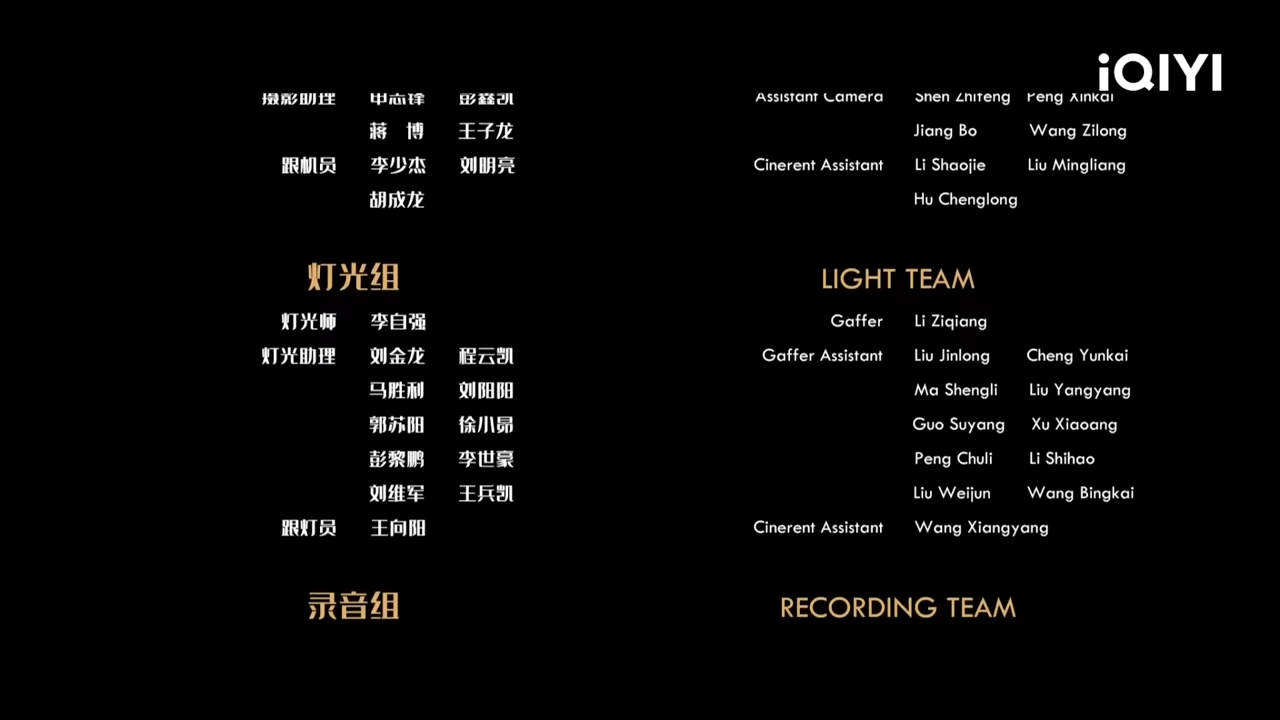 iQIYI
摄影助理 申志锋 彭鑫凯 Assistant Camera Shen Zhifeng Peng Xinkai
蒋 博 王子龙 Jiang Bo Wang Zilong
跟机员 李少杰 刘明亮 Cinerent Assistant Li Shaojie Liu Mingliang
胡成龙 Hu Chenglong
灯光组 LIGHT TEAM
灯光师 李自强 Gaffer Li Ziqiang
灯光助理 刘金龙 程云凯 Gaffer Assistant Liu Jinlong Cheng Yunkai
马胜利 刘阳阳 Ma Shengli Liu Yangyang
郭苏阳 徐小昴 Guo Suyang Xu Xiaoang
彭黎鹏 李世豪 Peng Chuli Li Shihao
刘维军 王兵凯 Liu Weijun Wang Bingkai
跟灯员 王向阳 Cinerent Assistant Wang Xiangyang
录音组 RECORDING TEAM